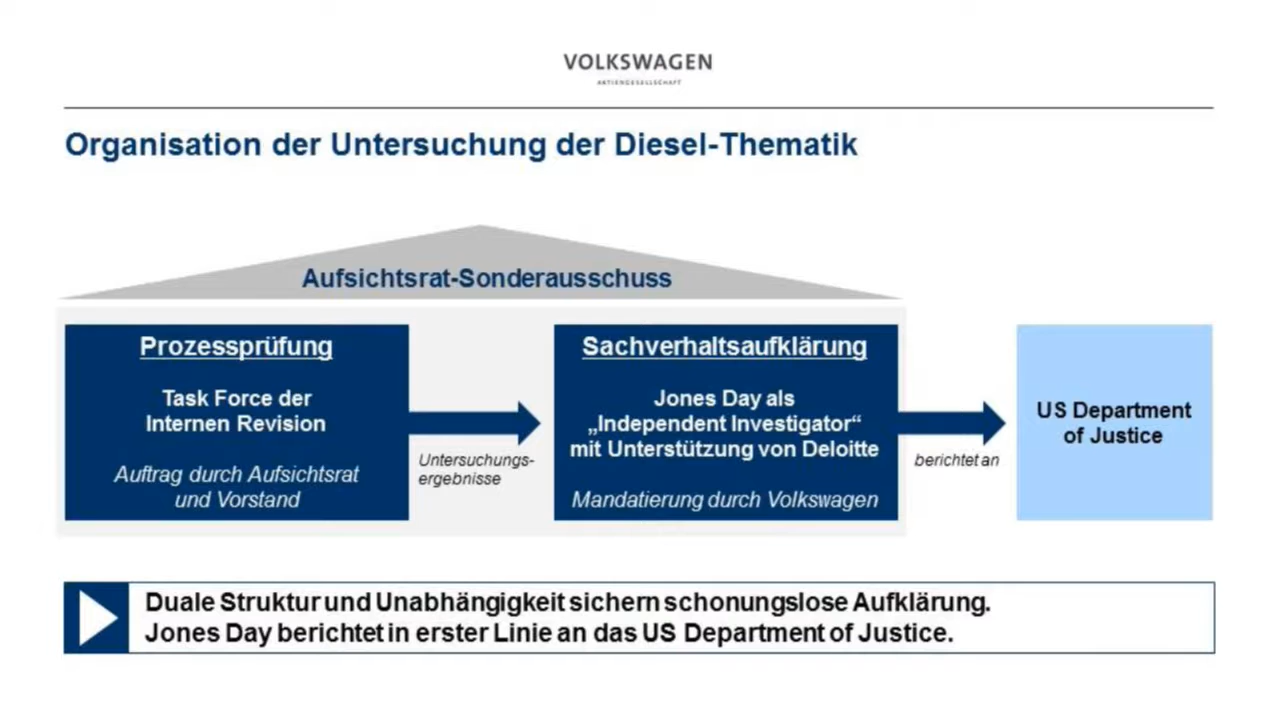 VOLKSWAGEN
AKTIENGESELLSCHAFT
Organisation der Untersuchung der Diesel-Thematik
Aufsichtsrat-Sonderausschuss
Prozessprüfung
Task Force der
Internen Revision
Auftrag durch Aufsichtsrat
und Vorstand
Untersuchungs-
ergebnisse
Sachverhaltsaufklärung
Jones Day als
„Independent Investigator“
mit Unterstützung von Deloitte
Mandatierung durch Volkswagen
berichtet an
US Department
of Justice
Duale Struktur und Unabhängigkeit sichern schonungslose Aufklärung.
Jones Day berichtet in erster Linie an das US Department of Justice.